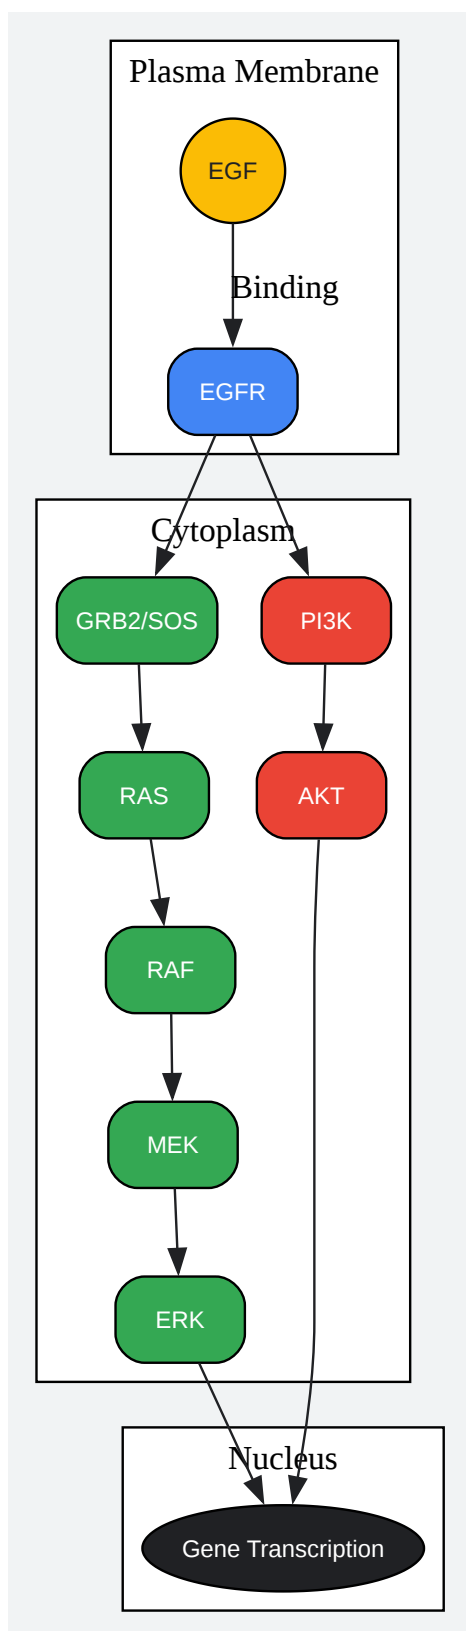 Plasma Membrane
EGF
Binding
EGFR
Cytoplasm
GRB2/SOS
PI3K
RAS
AKT
RAF
MEK
ERK
Nucleus
Gene Transcription